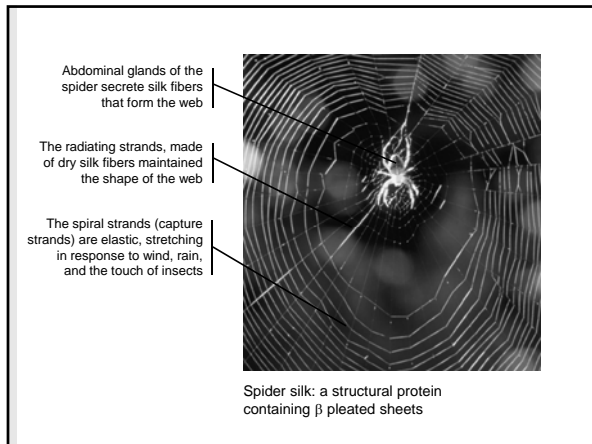 Abdominal glands of the
spider secrete silk fibers
that form the web
The radiating strands, made
of dry silk fibers maintained
the shape of the web
The spiral strands (capture
strands) are elastic, stretching
in response to wind, rain,
and the touch of insects
Spider silk: a structural protein
containing β pleated sheets